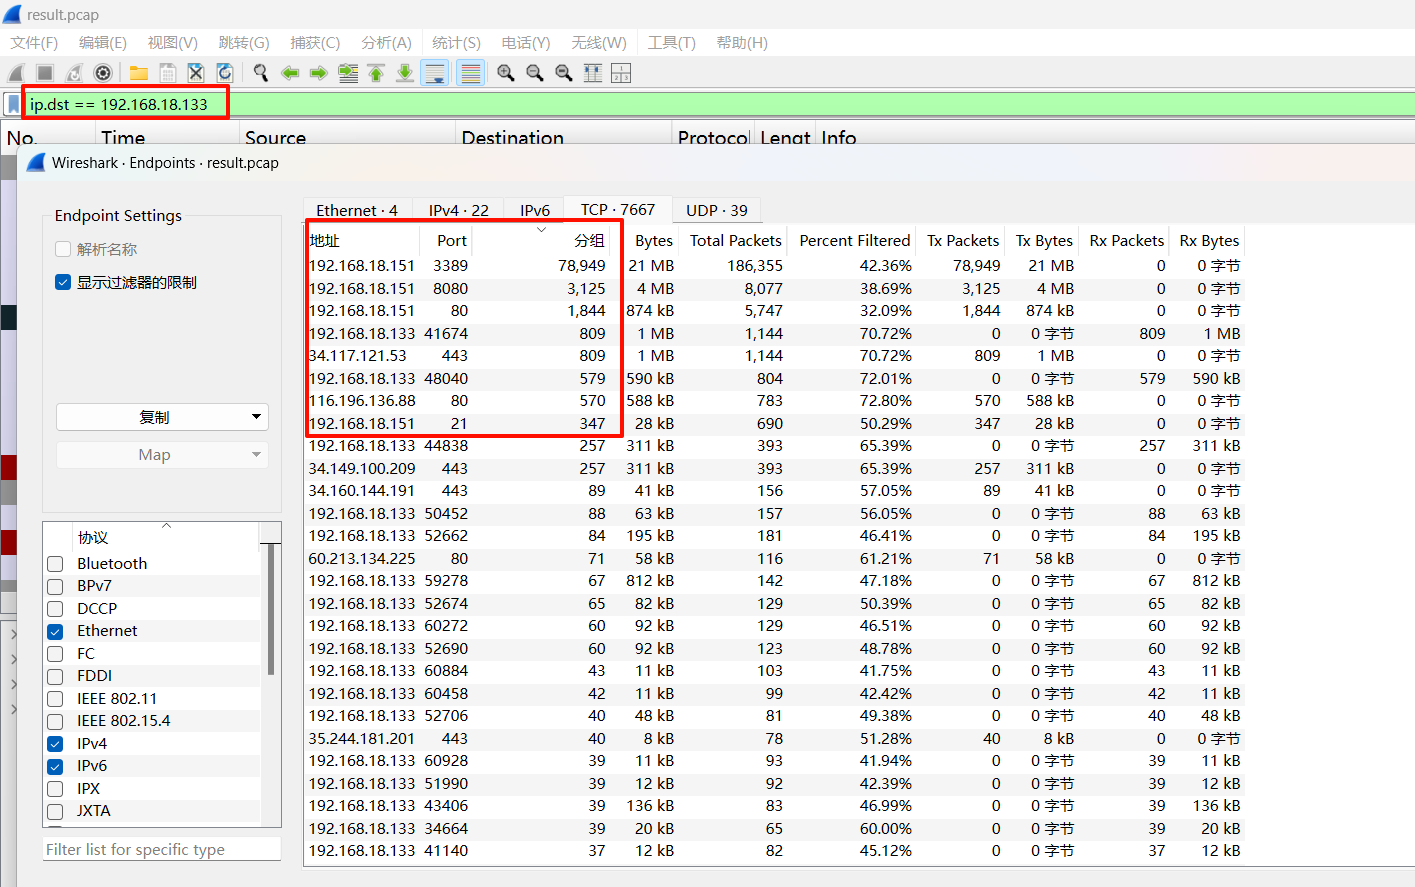 result.pcap
文件(F) 编辑(E) 视图(V) 跳转(G) 捕获(C) 分析(A) 统计(S) 电话(Y) 无线(W) 工具(T) 帮助(H)
ip.dst == 192.168.18.133
No. Time Source Destination Protocol Lengt Info
Wireshark · Endpoints · result.pcap
Endpoint Settings
解析名称
显示过滤器的限制
复制
Map
协议
Bluetooth
BPv7
DCCP
Ethernet
FC
FDDI
IEEE 802.11
IEEE 802.15.4
IPv4
IPv6
IPX
JXTA
Filter list for specific type
Ethernet · 4 IPv4 · 22 IPv6 TCP · 7667 UDP · 39
地址 Port 分组 Bytes Total Packets Percent Filtered Tx Packets Tx Bytes Rx Packets Rx Bytes
192.168.18.151 3389 78,949 21 MB 186,355 42.36% 78,949 21 MB 0 0 字节
192.168.18.151 8080 3,125 4 MB 8,077 38.69% 3,125 4 MB 0 0 字节
192.168.18.151 80 1,844 874 kB 5,747 32.09% 1,844 874 kB 0 0 字节
192.168.18.133 41674 809 1 MB 1,144 70.72% 0 0 字节 809 1 MB
34.117.121.53 443 809 1 MB 1,144 70.72% 809 1 MB 0 0 字节
192.168.18.133 48040 579 590 kB 804 72.01% 0 0 字节 579 590 kB
116.196.136.88 80 570 588 kB 783 72.80% 570 588 kB 0 0 字节
192.168.18.151 21 347 28 kB 690 50.29% 347 28 kB 0 0 字节
192.168.18.133 44838 257 311 kB 393 65.39% 0 0 字节 257 311 kB
34.149.100.209 443 257 311 kB 393 65.39% 257 311 kB 0 0 字节
34.160.144.191 443 89 41 kB 156 57.05% 89 41 kB 0 0 字节
192.168.18.133 50452 88 63 kB 157 56.05% 0 0 字节 88 63 kB
192.168.18.133 52662 84 195 kB 181 46.41% 0 0 字节 84 195 kB
60.213.134.225 80 71 58 kB 116 61.21% 71 58 kB 0 0 字节
192.168.18.133 59278 67 812 kB 142 47.18% 0 0 字节 67 812 kB
192.168.18.133 52674 65 82 kB 129 50.39% 0 0 字节 65 82 kB
192.168.18.133 60272 60 92 kB 129 46.51% 0 0 字节 60 92 kB
192.168.18.133 52690 60 92 kB 123 48.78% 0 0 字节 60 92 kB
192.168.18.133 60884 43 11 kB 103 41.75% 0 0 字节 43 11 kB
192.168.18.133 60458 42 11 kB 99 42.42% 0 0 字节 42 11 kB
192.168.18.133 52706 40 48 kB 81 49.38% 0 0 字节 40 48 kB
35.244.181.201 443 40 8 kB 78 51.28% 40 8 kB 0 0 字节
192.168.18.133 60928 39 11 kB 93 41.94% 0 0 字节 39 11 kB
192.168.18.133 51990 39 12 kB 92 42.39% 0 0 字节 39 12 kB
192.168.18.133 43406 39 136 kB 83 46.99% 0 0 字节 39 136 kB
192.168.18.133 34664 39 20 kB 65 60.00% 0 0 字节 39 20 kB
192.168.18.133 41140 37 12 kB 82 45.12% 0 0 字节 37 12 kB